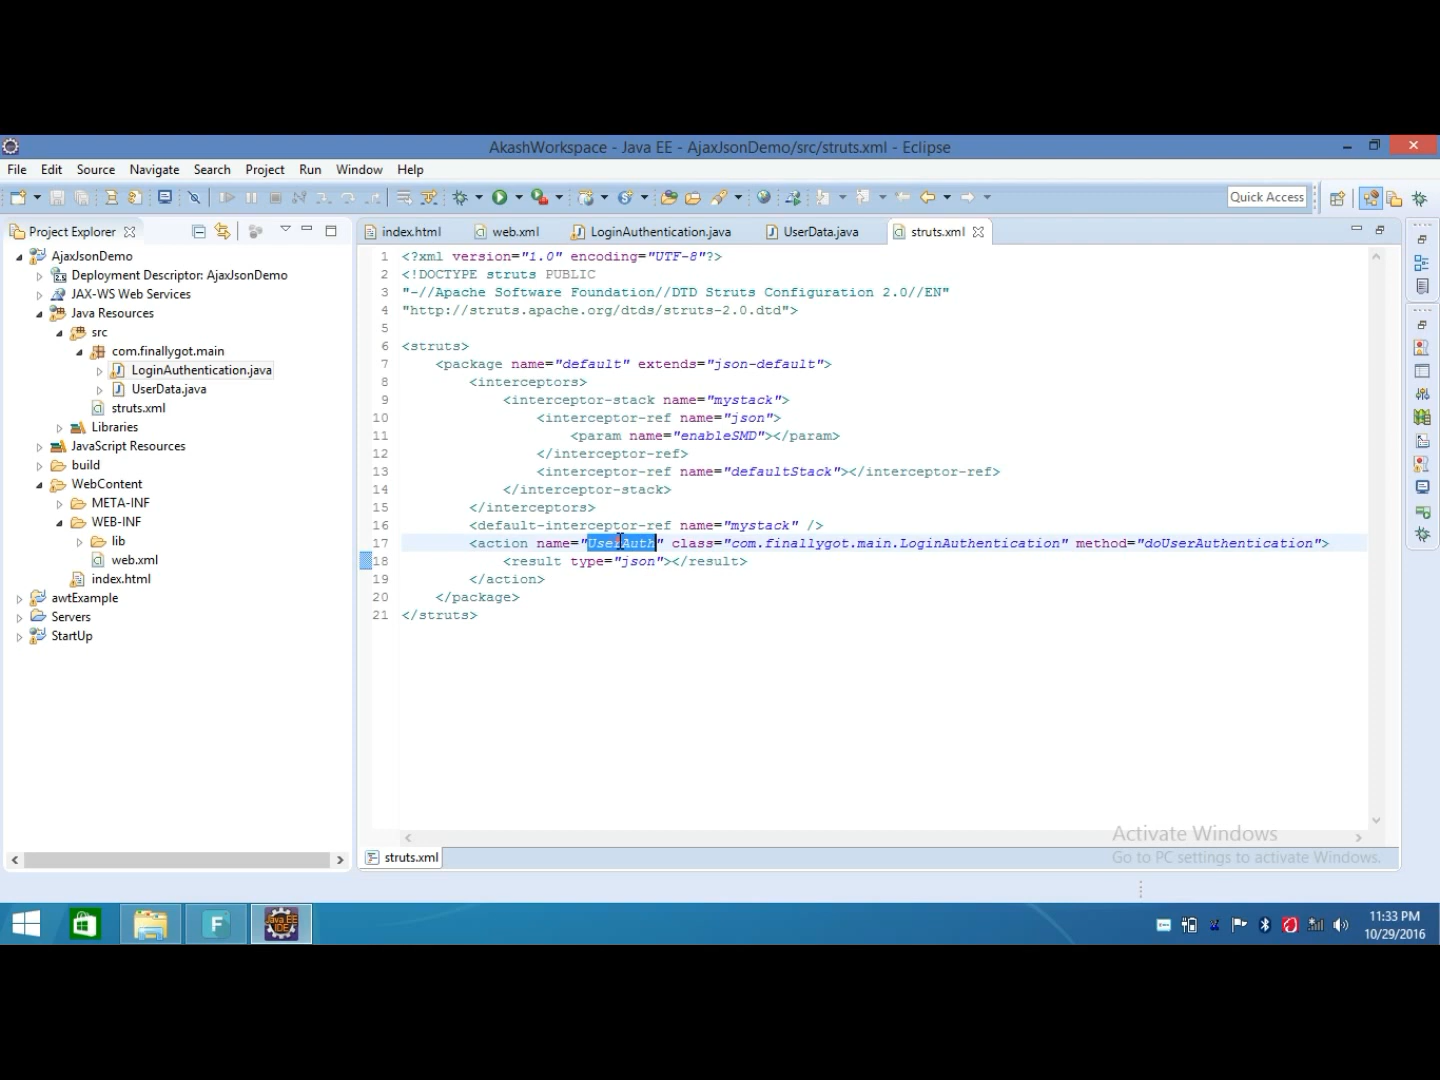 AkashWorkspace - Java EE - AjaxJsonDemo/src/struts.xml - Eclipse
File Edit Source Navigate Search Project Run Window Help
Quick Access
Project Explorer
index.html web.xml LoginAuthentication.java UserData.java struts.xml
AjaxJsonDemo
Deployment Descriptor: AjaxJsonDemo
JAX-WS Web Services
Java Resources
src
com.finallygot.main
LoginAuthentication.java
UserData.java
struts.xml
Libraries
JavaScript Resources
build
WebContent
META-INF
WEB-INF
lib
web.xml
index.html
awtExample
Servers
StartUp
1 <?xml version="1.0" encoding="UTF-8"?>
2 <!DOCTYPE struts PUBLIC
3 "-//Apache Software Foundation//DTD Struts Configuration 2.0//EN"
4 "http://struts.apache.org/dtds/struts-2.0.dtd">
5
6 <struts>
7 <package name="default" extends="json-default">
8 <interceptors>
9 <interceptor-stack name="mystack">
10 <interceptor-ref name="json">
11 <param name="enableSMD"></param>
12 </interceptor-ref>
13 <interceptor-ref name="defaultStack"></interceptor-ref>
14 </interceptor-stack>
15 </interceptors>
16 <default-interceptor-ref name="mystack" />
17 <action name="UserAuth" class="com.finallygot.main.LoginAuthentication" method="doUserAuthentication">
18 <result type="json"></result>
19 </action>
20 </package>
21 </struts>
Activate Windows
Go to PC settings to activate Windows.
struts.xml
F
Java EE
IDE
11:33 PM
10/29/2016